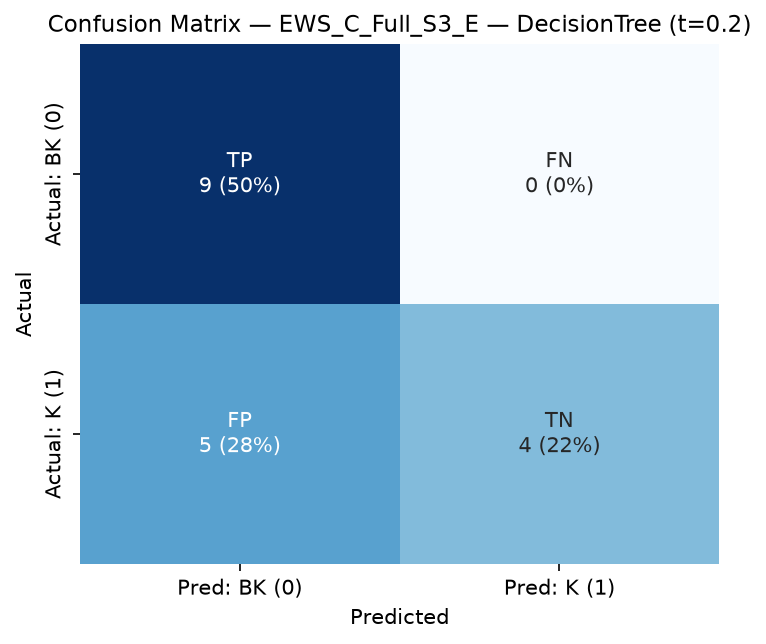 Confusion Matrix — EWS_C_Full_S3_E — DecisionTree (t=0.2)
Actual
Actual: BK (0)
TP
9 (50%)
FN
0 (0%)
Actual: K (1)
FP
5 (28%)
TN
4 (22%)
Pred: BK (0)
Pred: K (1)
Predicted